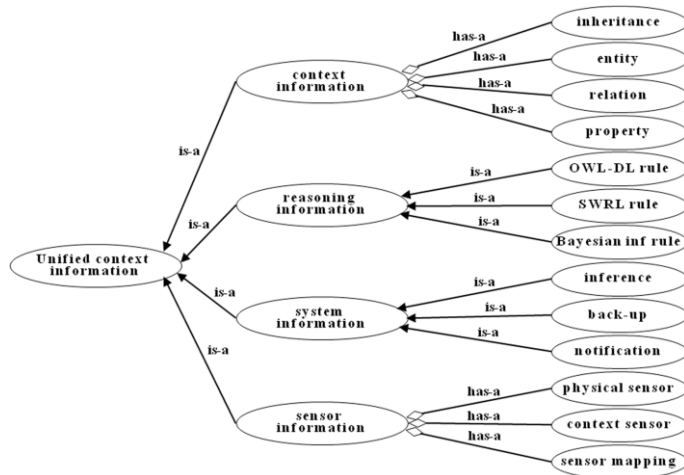 inheritance
has-a
has-a
entity
context
information
has-a
relation
has-a
property
is-a
is-a
OWL-DL rule
reasoning
information
is-a
SWRL rule
is-a
is-a
Bayesian inf rule
Unified context
information
is-a
inference
is-a
system
information
is-a
back-up
is-a
notification
is-a
has-a
physical sensor
sensor
information
has-a
context sensor
has-a
sensor mapping